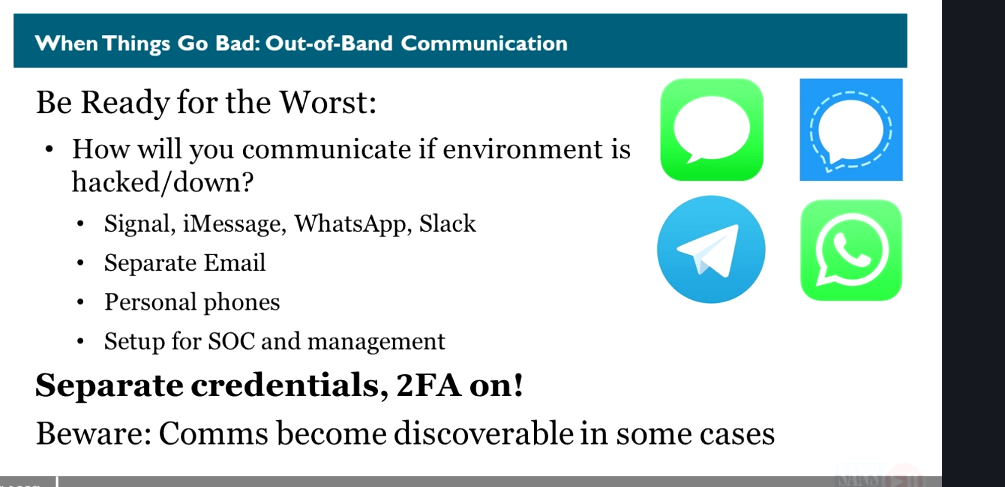 When Things Go Bad: Out-of-Band Communication
Be Ready for the Worst:
• How will you communicate if environment is
hacked/down?
• Signal, iMessage, WhatsApp, Slack
• Separate Email
• Personal phones
• Setup for SOC and management
Separate credentials, 2FA on!
Beware: Comms become discoverable in some cases
SANS